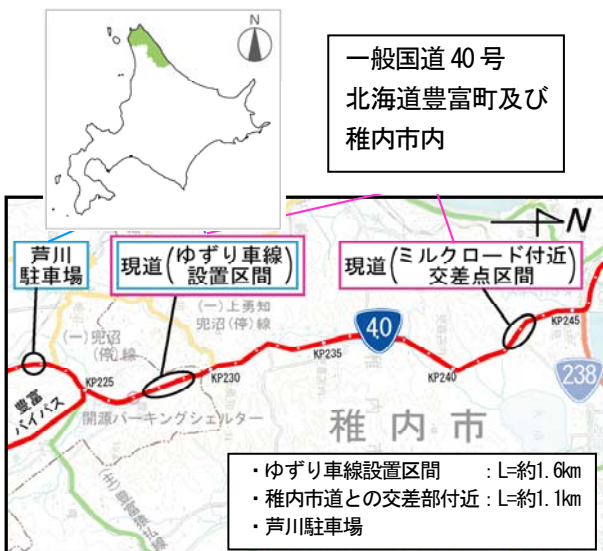 N
一般国道 40 号
北海道豊富町及び
稚内市内
N
芦川
駐車場
現道(ゆずり車線
設置区間)
現道(ミルクロード付近
交差点区間)
(一)上勇知
兜沼(停)線
(一)兜沼
(停)線
40
KP245
KP235
KP240
KP230
KP225
238
豊富
バイパス
開源パーキングシェルター
稚内市
(主)豊富猿払線
・ゆずり車線設置区間 : L=約1.6km
・稚内市道との交差部付近 : L=約1.1km
・芦川駐車場